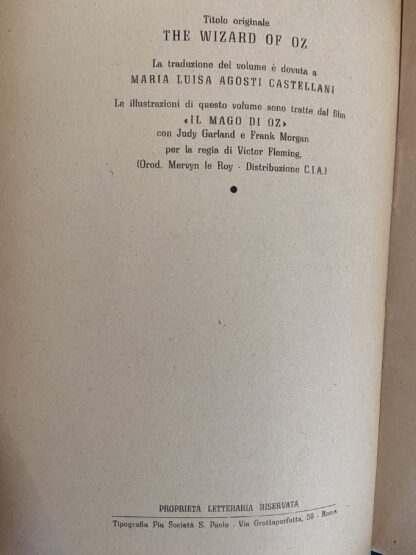 Titolo originale
THE WIZARD OF OZ
La traduzione del volume è dovuta a
MARIA LUISA AGOSTI CASTELLANI
Le illustrazioni di questo volume sono tratte dal film
«IL MAGO DI OZ»
con Judy Garland e Frank Morgan
per la regia di Victor Fleming,
(Orod. Mervyn le Roy - Distribuzione C.I.A.)
PROPRIETÀ LETTERARIA RISERVATA
Tipografia Pia Società S. Paolo - Via Grottaperfetta, 58 - Roma